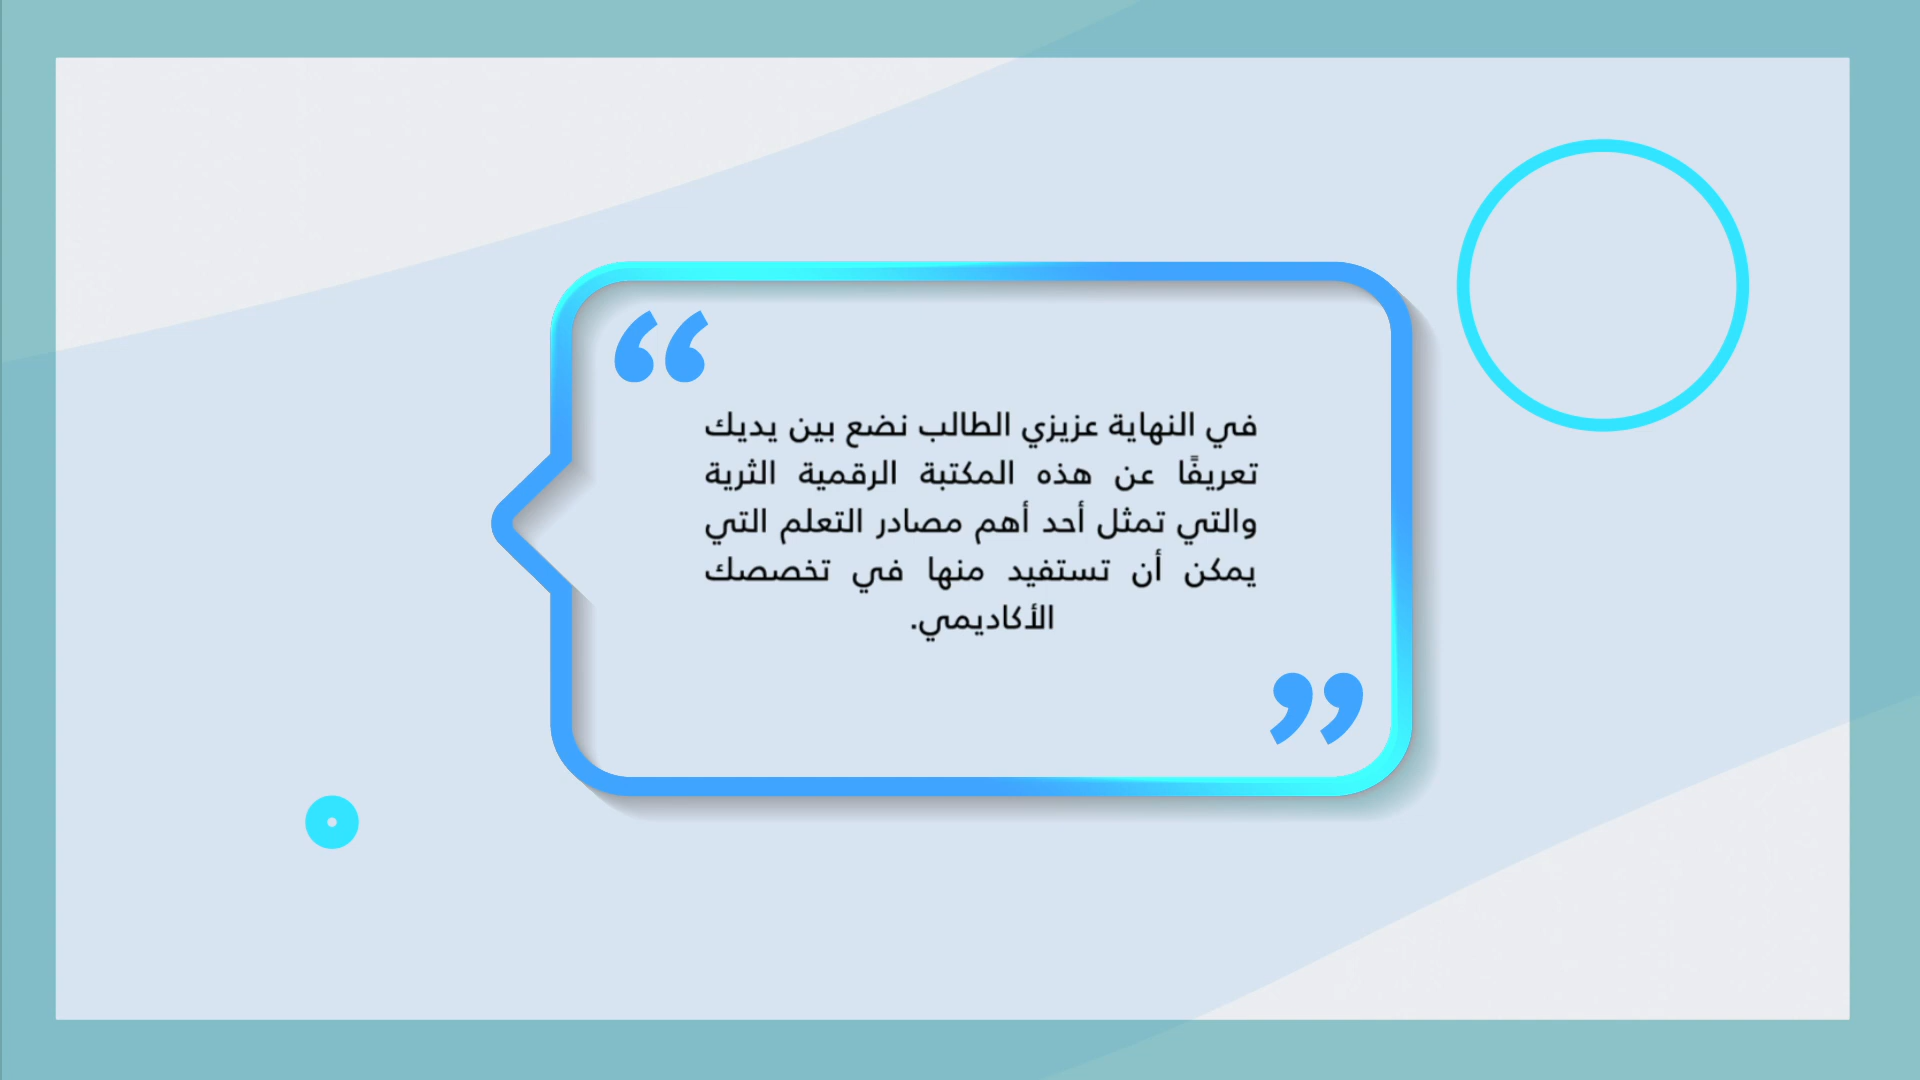 في النهاية عزيزي الطالب نضع بين يديك
تعريفًا عن هذه المكتبة الرقمية الثرية
والتي تمثل أحد أهم مصادر التعلم التي
يمكن أن تستفيد منها في تخصصك
الأكاديمي.